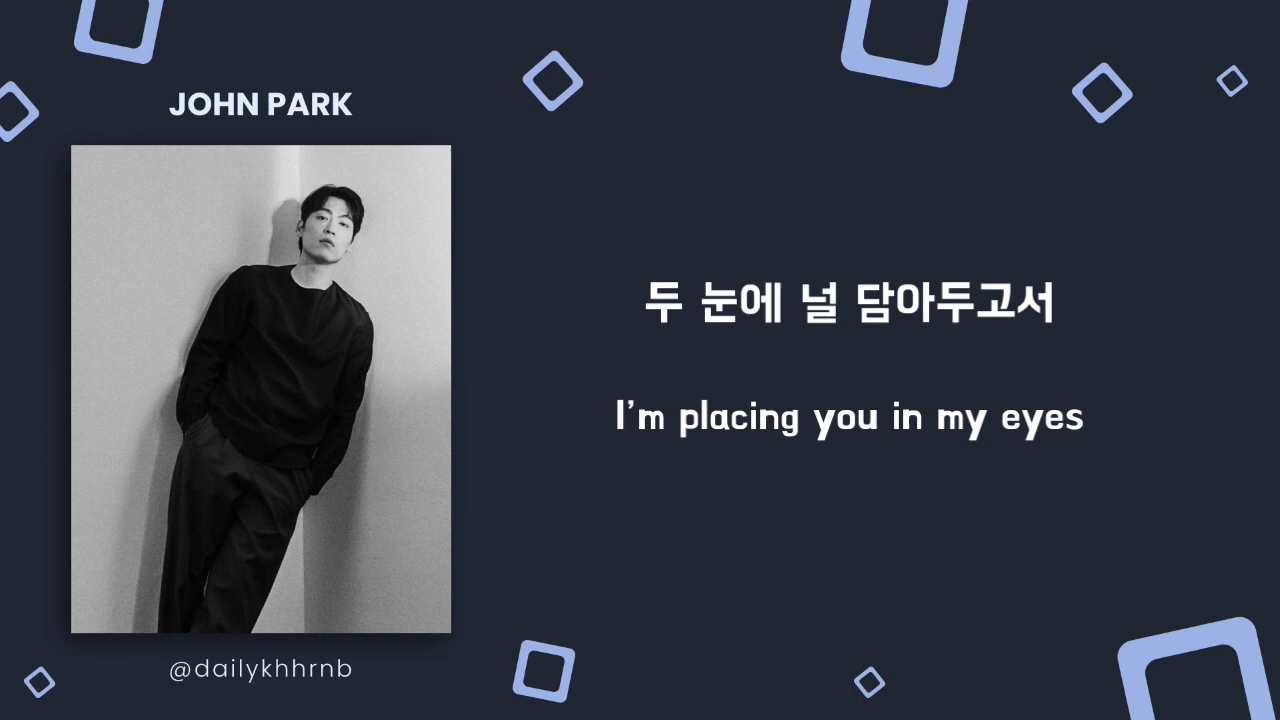 JOHN PARK
두 눈에 널 담아두고서
I'm placing you in my eyes
@dailykhhrnb